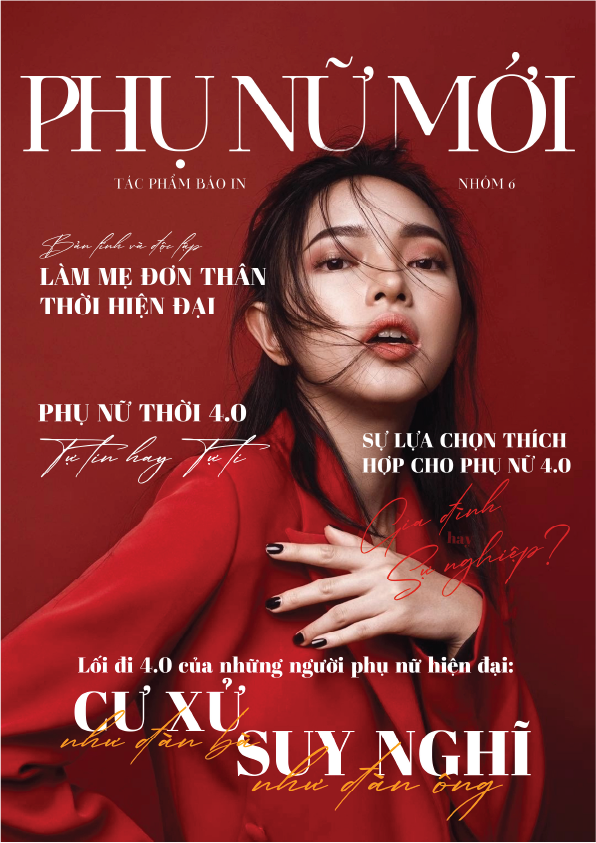 PHỤ NỮ MỚI
TÁC PHẨM BÁO IN
NHÓM 6
Bản lĩnh và độc lập
LÀM MẸ ĐƠN THÂN
THỜI HIỆN ĐẠI
PHỤ NỮ THỜI 4.0
Tự tin hay Tự ti
SỰ LỰA CHỌN THÍCH
HỢP CHO PHỤ NỮ 4.0
Gia đình
hay
Sự nghiệp?
Lối đi 4.0 của những người phụ nữ hiện đại:
CƯ XỬ
như đàn bà
SUY NGHĨ
như đàn ông